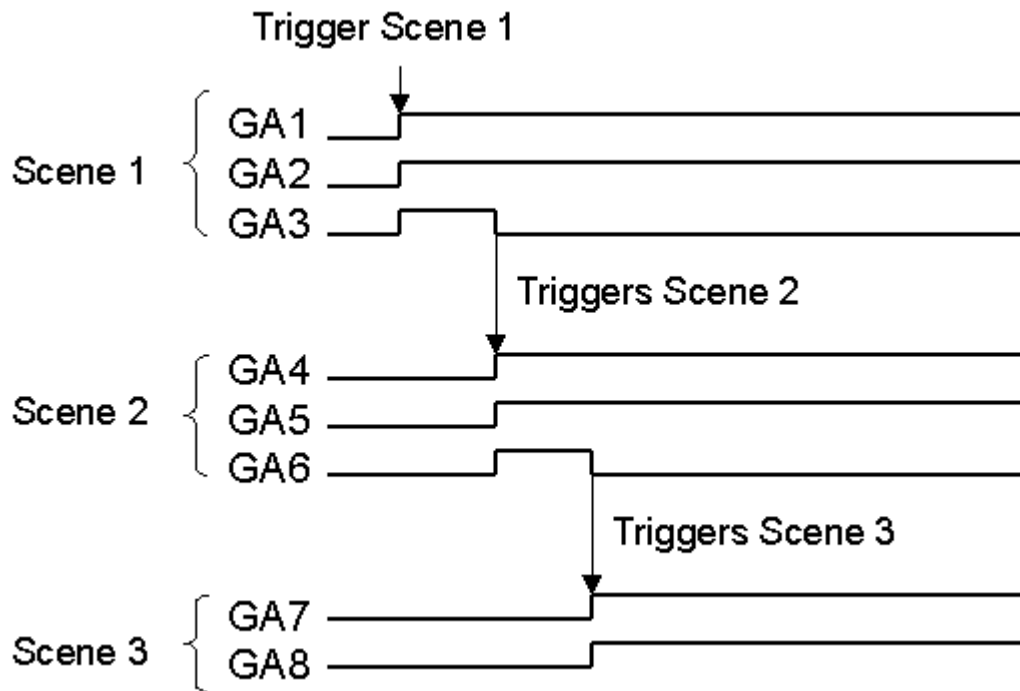 Trigger Scene 1
Scene 1
GA1
GA2
GA3
Triggers Scene 2
Scene 2
GA4
GA5
GA6
Triggers Scene 3
Scene 3
GA7
GA8